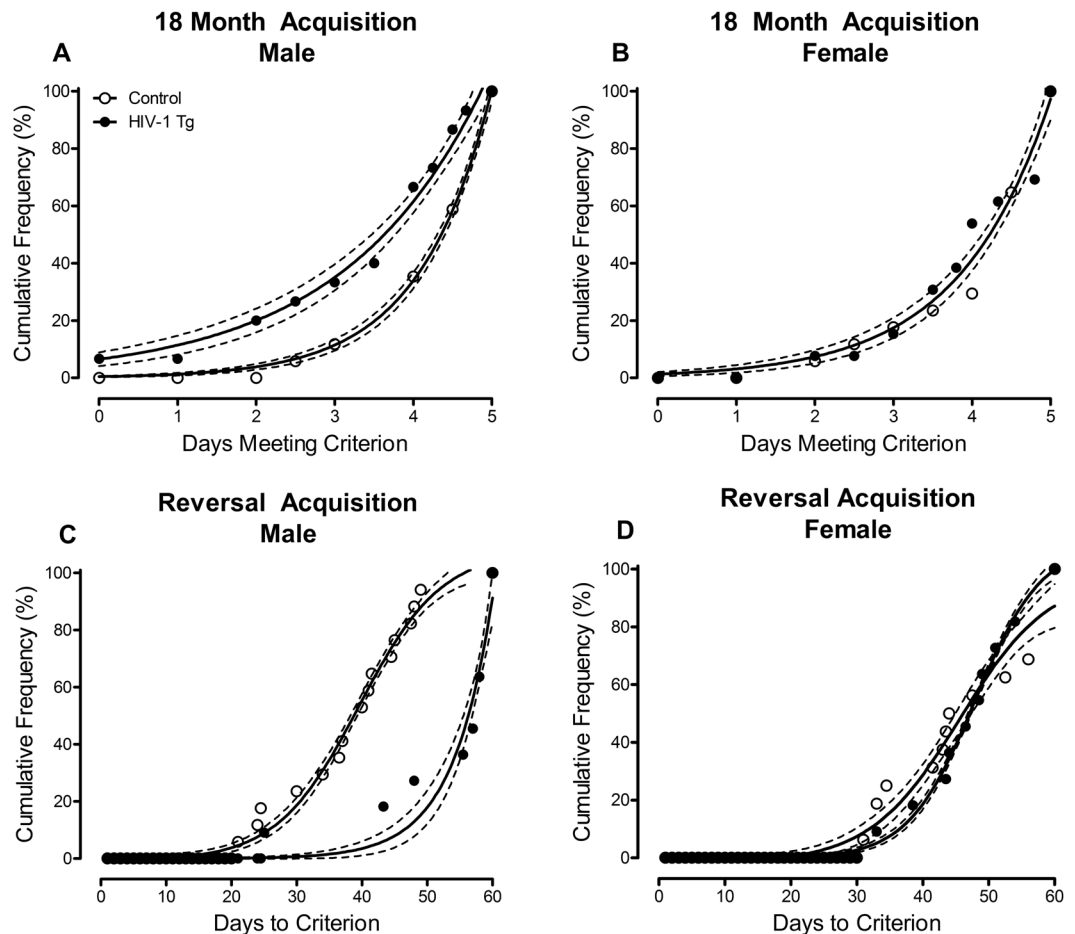 18 Month Acquisition
Male
A
Control
HIV-1 Tg
Cumulative Frequency (%)
100
80
60
40
20
0
0 1 2 3 4 5
Days Meeting Criterion
18 Month Acquisition
Female
B
Cumulative Frequency (%)
100
80
60
40
20
0
0 1 2 3 4 5
Days Meeting Criterion
Reversal Acquisition
Male
C
Cumulative Frequency (%)
100
80
60
40
20
0
0 10 20 30 40 50 60
Days to Criterion
Reversal Acquisition
Female
D
Cumulative Frequency (%)
100
80
60
40
20
0
0 10 20 30 40 50 60
Days to Criterion